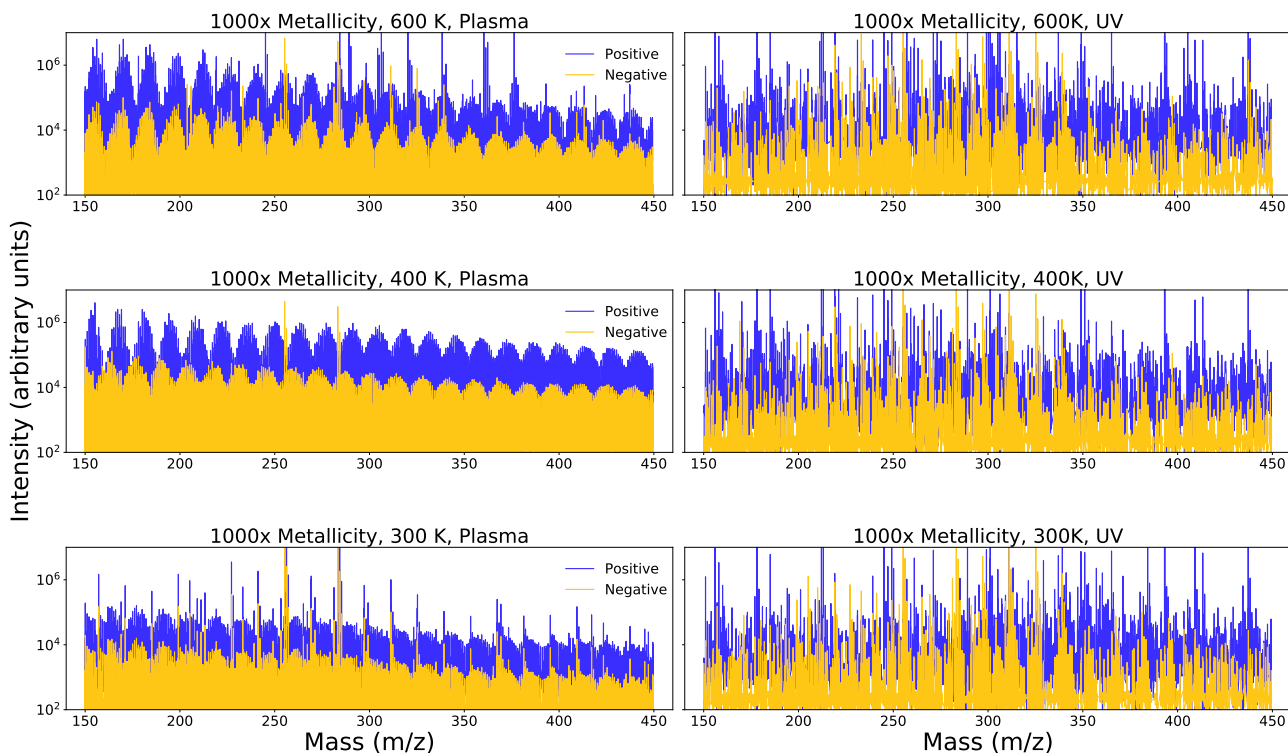 1000x Metallicity, 600 K, Plasma
Positive
Negative
10^6
10^4
10^2
150 200 250 300 350 400 450
1000x Metallicity, 600K, UV
150 200 250 300 350 400 450
Intensity (arbitrary units)
1000x Metallicity, 400 K, Plasma
Positive
Negative
10^6
10^4
10^2
150 200 250 300 350 400 450
1000x Metallicity, 400K, UV
150 200 250 300 350 400 450
1000x Metallicity, 300 K, Plasma
Positive
Negative
10^6
10^4
10^2
150 200 250 300 350 400 450
Mass (m/z)
1000x Metallicity, 300K, UV
150 200 250 300 350 400 450
Mass (m/z)